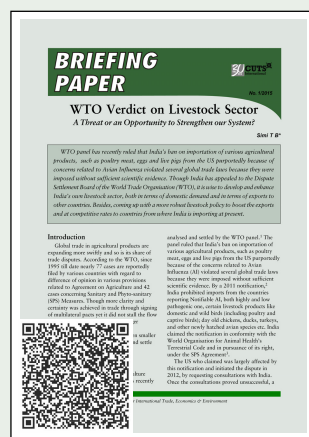 BRIEFING
PAPER
30 CUTS
International
No. 1/2015
WTO Verdict on Livestock Sector
A Threat or an Opportunity to Strengthen our System?
Simi T B*
WTO panel has recently ruled that India's ban on importation of various agricultural
products, such as poultry meat, eggs and live pigs from the US purportedly because of
concerns related to Avian Influenza violated several global trade laws because they were
imposed without sufficient scientific evidence. Though India has appealed to the Dispute
Settlement Board of the World Trade Organisation (WTO), it is wise to develop and enhance
India's own livestock sector, both in terms of domestic demand and in terms of exports to
other countries. Besides, coming up with a more robust livestock policy to boost the exports
and at competitive rates to countries from where India is importing at present.
Introduction
Global trade in agricultural products are
expanding more swiftly and so is its share of
trade disputes. According to the WTO, since
1995 till date nearly 77 cases are reportedly
filed by various countries with regard to
difference of opinion in various provisions
related to Agreement on Agriculture and 42
cases concerning Sanitary and Phyto-sanitary
(SPS) Measures. Though more clarity and
certainty was achieved in trade through signing
of multilateral pacts yet it did not stall the flow
smaller
nd settle
culture
recently
analysed and settled by the WTO panel.² The
panel ruled that India's ban on importation of
various agricultural products, such as poultry
meat, eggs and live pigs from the US purportedly
because of the concerns related to Avian
Influenza (AI) violated several global trade laws
because they were imposed without sufficient
scientific evidence. By a 2011 notification,
India prohibited imports from the countries
reporting Notifiable AI, both highly and low
pathogenic one, certain livestock products like
domestic and wild birds (including poultry and
captive birds); day old chickens, ducks, turkeys,
and other newly hatched avian species etc. India
claimed the notification in conformity with the
World Organisation for Animal Health's
Terrestrial Code and in pursuance of its right,
under the SPS Agreement³.
The US who claimed was largely affected by
this notification and initiated the dispute in
2012, by requesting consultations with India.
Once the consultations proved unsuccessful, a
International Trade, Economics & Environment